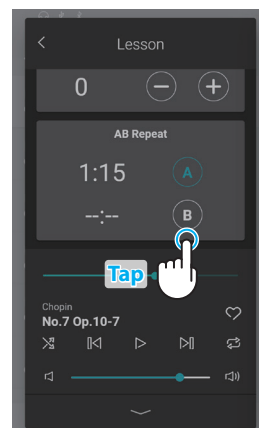 Lesson
0
AB Repeat
1:15 A
--:-- B
Tap
Chopin
No.7 Op.10-7